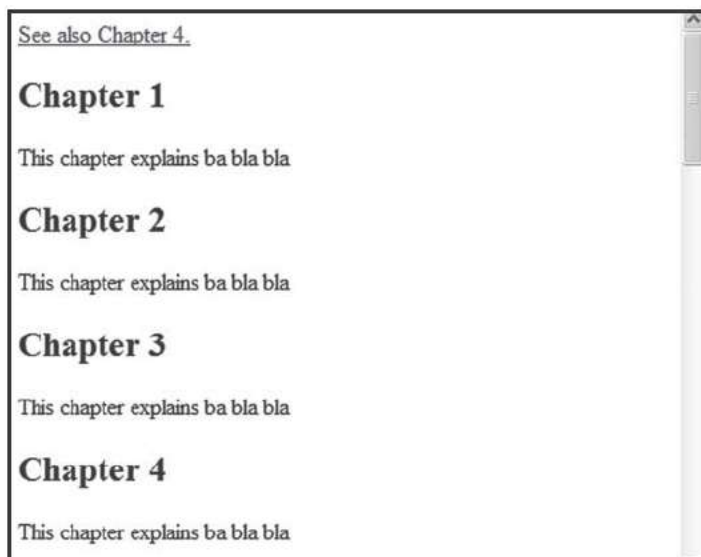 See also Chapter 4.
Chapter 1
This chapter explains ba bla bla
Chapter 2
This chapter explains ba bla bla
Chapter 3
This chapter explains ba bla bla
Chapter 4
This chapter explains ba bla bla